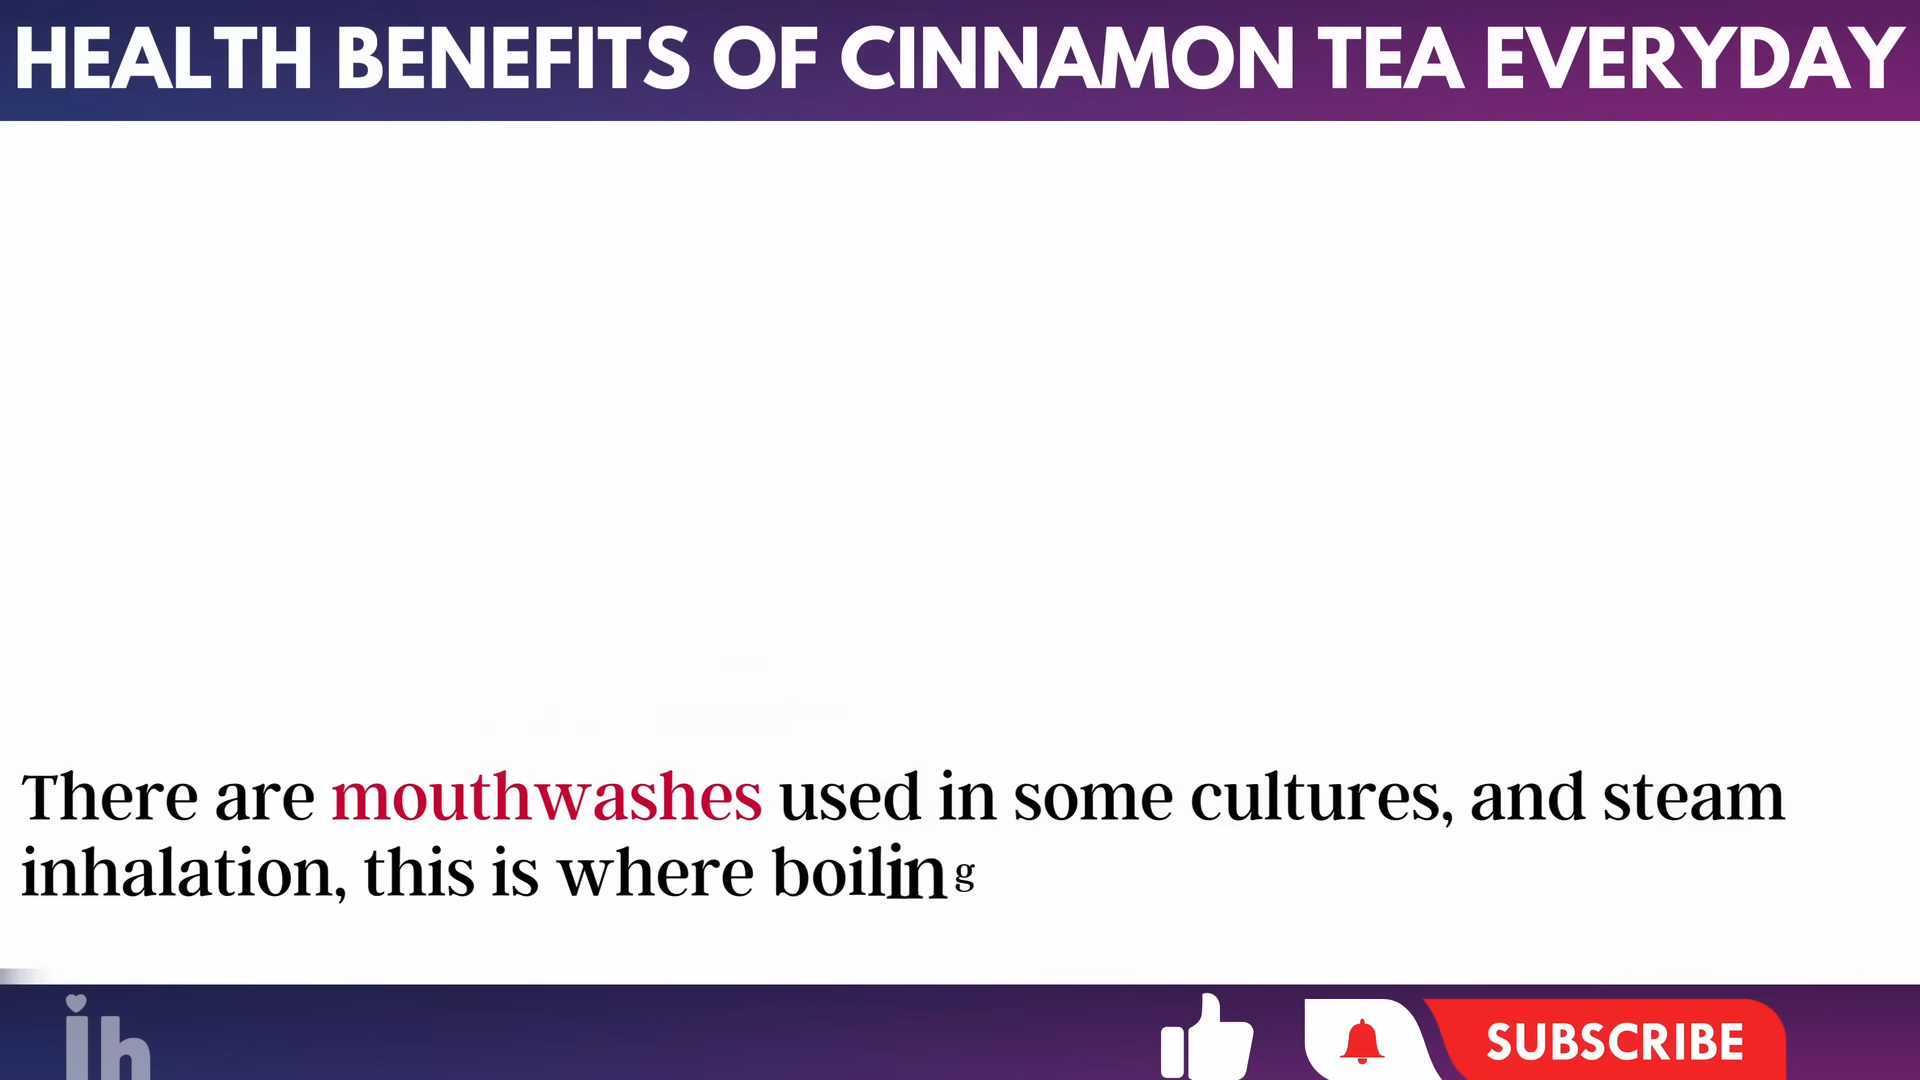 HEALTH BENEFITS OF CINNAMON TEA EVERYDAY
There are mouthwashes used in some cultures, and steam
inhalation, this is where boiling
ih
SUBSCRIBE